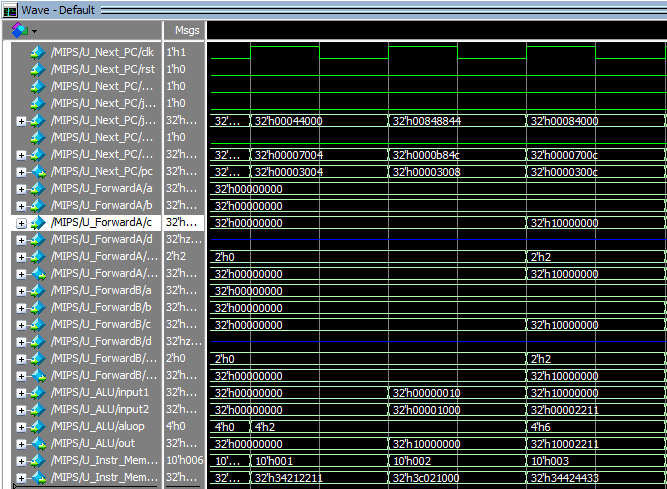 Wave - Default
Msgs
/MIPS/U_Next_PC/clk 1'h1
/MIPS/U_Next_PC/rst 1'h0
/MIPS/U_Next_PC/... 1'h0
/MIPS/U_Next_PC/j... 1'h0
/MIPS/U_Next_PC/j... 32'h... 32'... 32'h00044000 32'h00848844 32'h00084000
/MIPS/U_Next_PC/... 1'h0
/MIPS/U_Next_PC/... 32'h... 32'... 32'h00007004 32'h0000b84c 32'h0000700c
/MIPS/U_Next_PC/pc 32'h... 32'... 32'h00003004 32'h00003008 32'h0000300c
/MIPS/U_ForwardA/a 32'h... 32'h00000000
/MIPS/U_ForwardA/b 32'h... 32'h00000000
/MIPS/U_ForwardA/c 32'h... 32'h00000000 32'h10000000
/MIPS/U_ForwardA/d 32'hz...
/MIPS/U_ForwardA/... 2'h2 2'h0 2'h2
/MIPS/U_ForwardA/... 32'h... 32'h00000000 32'h10000000
/MIPS/U_ForwardB/a 32'h... 32'h00000000
/MIPS/U_ForwardB/b 32'h... 32'h00000000
/MIPS/U_ForwardB/c 32'h... 32'h00000000 32'h10000000
/MIPS/U_ForwardB/d 32'hz...
/MIPS/U_ForwardB/... 2'h0 2'h0 2'h2
/MIPS/U_ForwardB/... 32'h... 32'h00000000 32'h10000000
/MIPS/U_ALU/input1 32'h... 32'h00000000 32'h00000010 32'h10000000
/MIPS/U_ALU/input2 32'h... 32'h00000000 32'h00001000 32'h00002211
/MIPS/U_ALU/aluop 4'h0 4'h0 4'h2 4'h6
/MIPS/U_ALU/out 32'h... 32'h00000000 32'h10000000 32'h10002211
/MIPS/U_Instr_Mem... 10'h006 10'... 10'h001 10'h002 10'h003
/MIPS/U_Instr_Mem... 32'h... 32'... 32'h34212211 32'h3c021000 32'h34424433